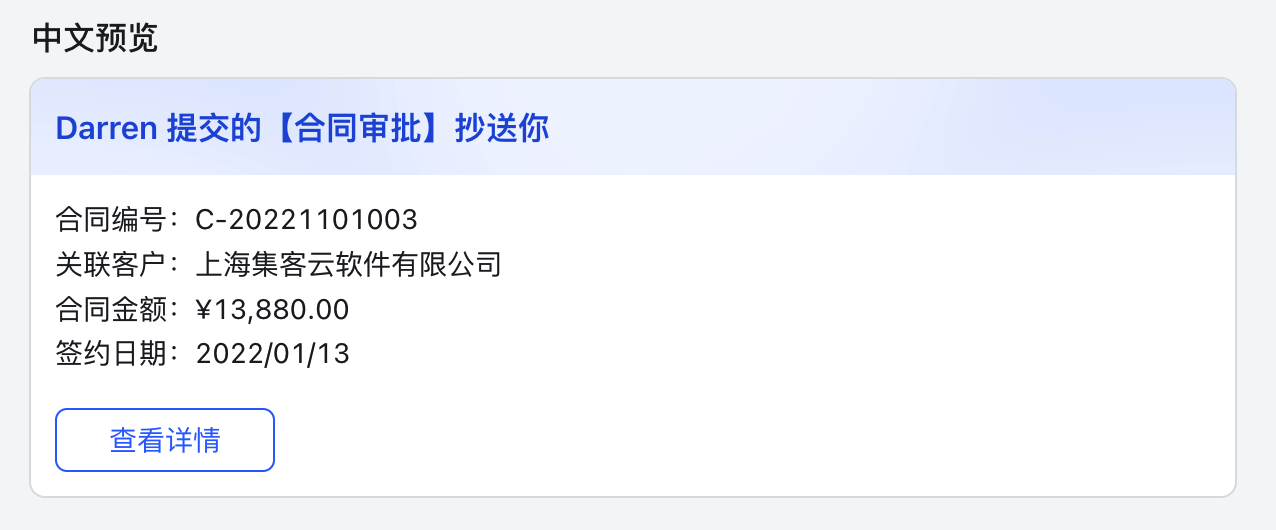 中文预览
Darren 提交的【合同审批】抄送你
合同编号：C-20221101003
关联客户：上海集客云软件有限公司
合同金额：¥13,880.00
签约日期：2022/01/13
查看详情